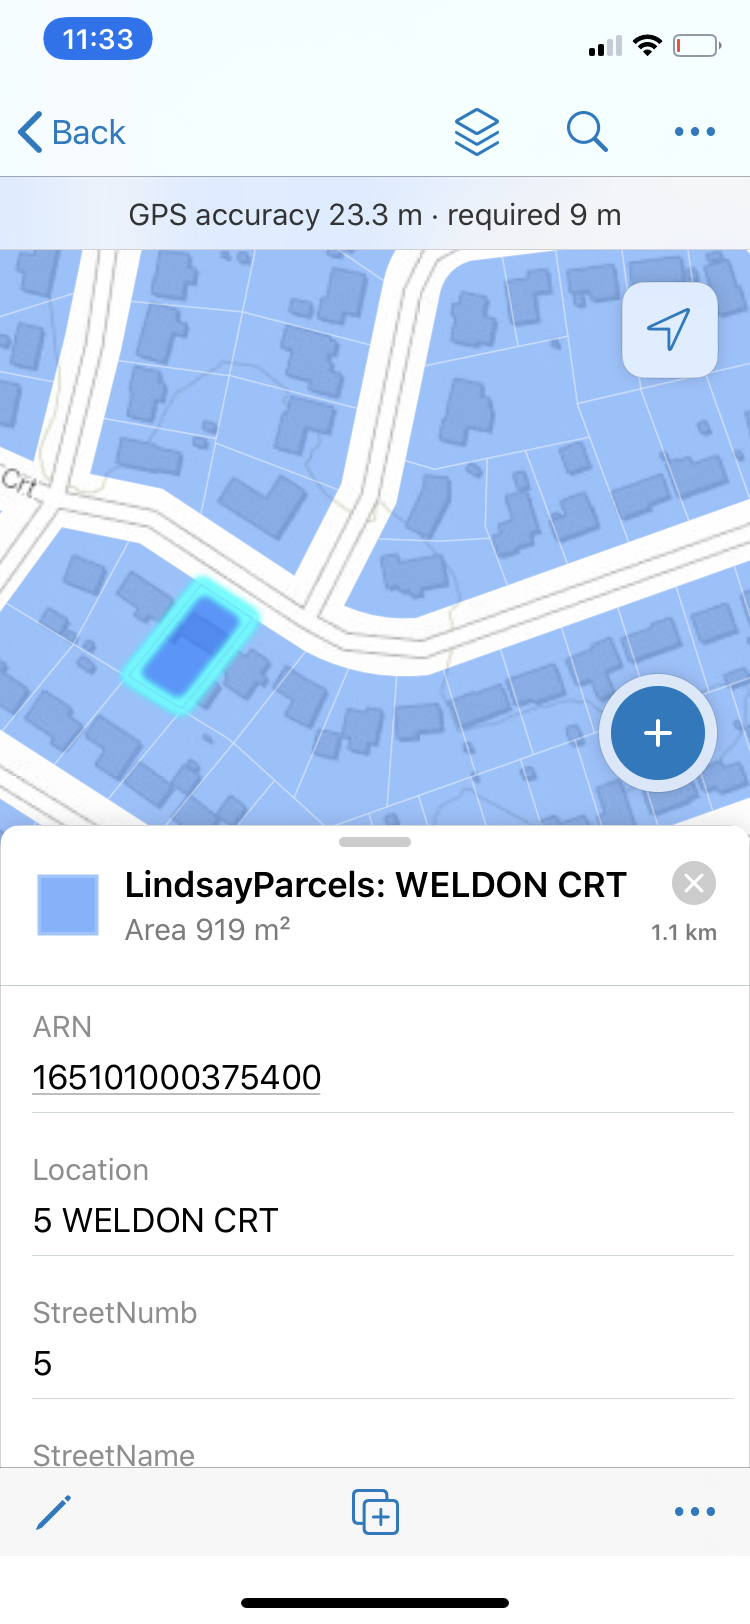 11:33
Back
GPS accuracy 23.3 m · required 9 m
Crt
LindsayParcels: WELDON CRT
Area 919 m²
1.1 km
ARN
165101000375400
Location
5 WELDON CRT
StreetNumb
5
StreetName